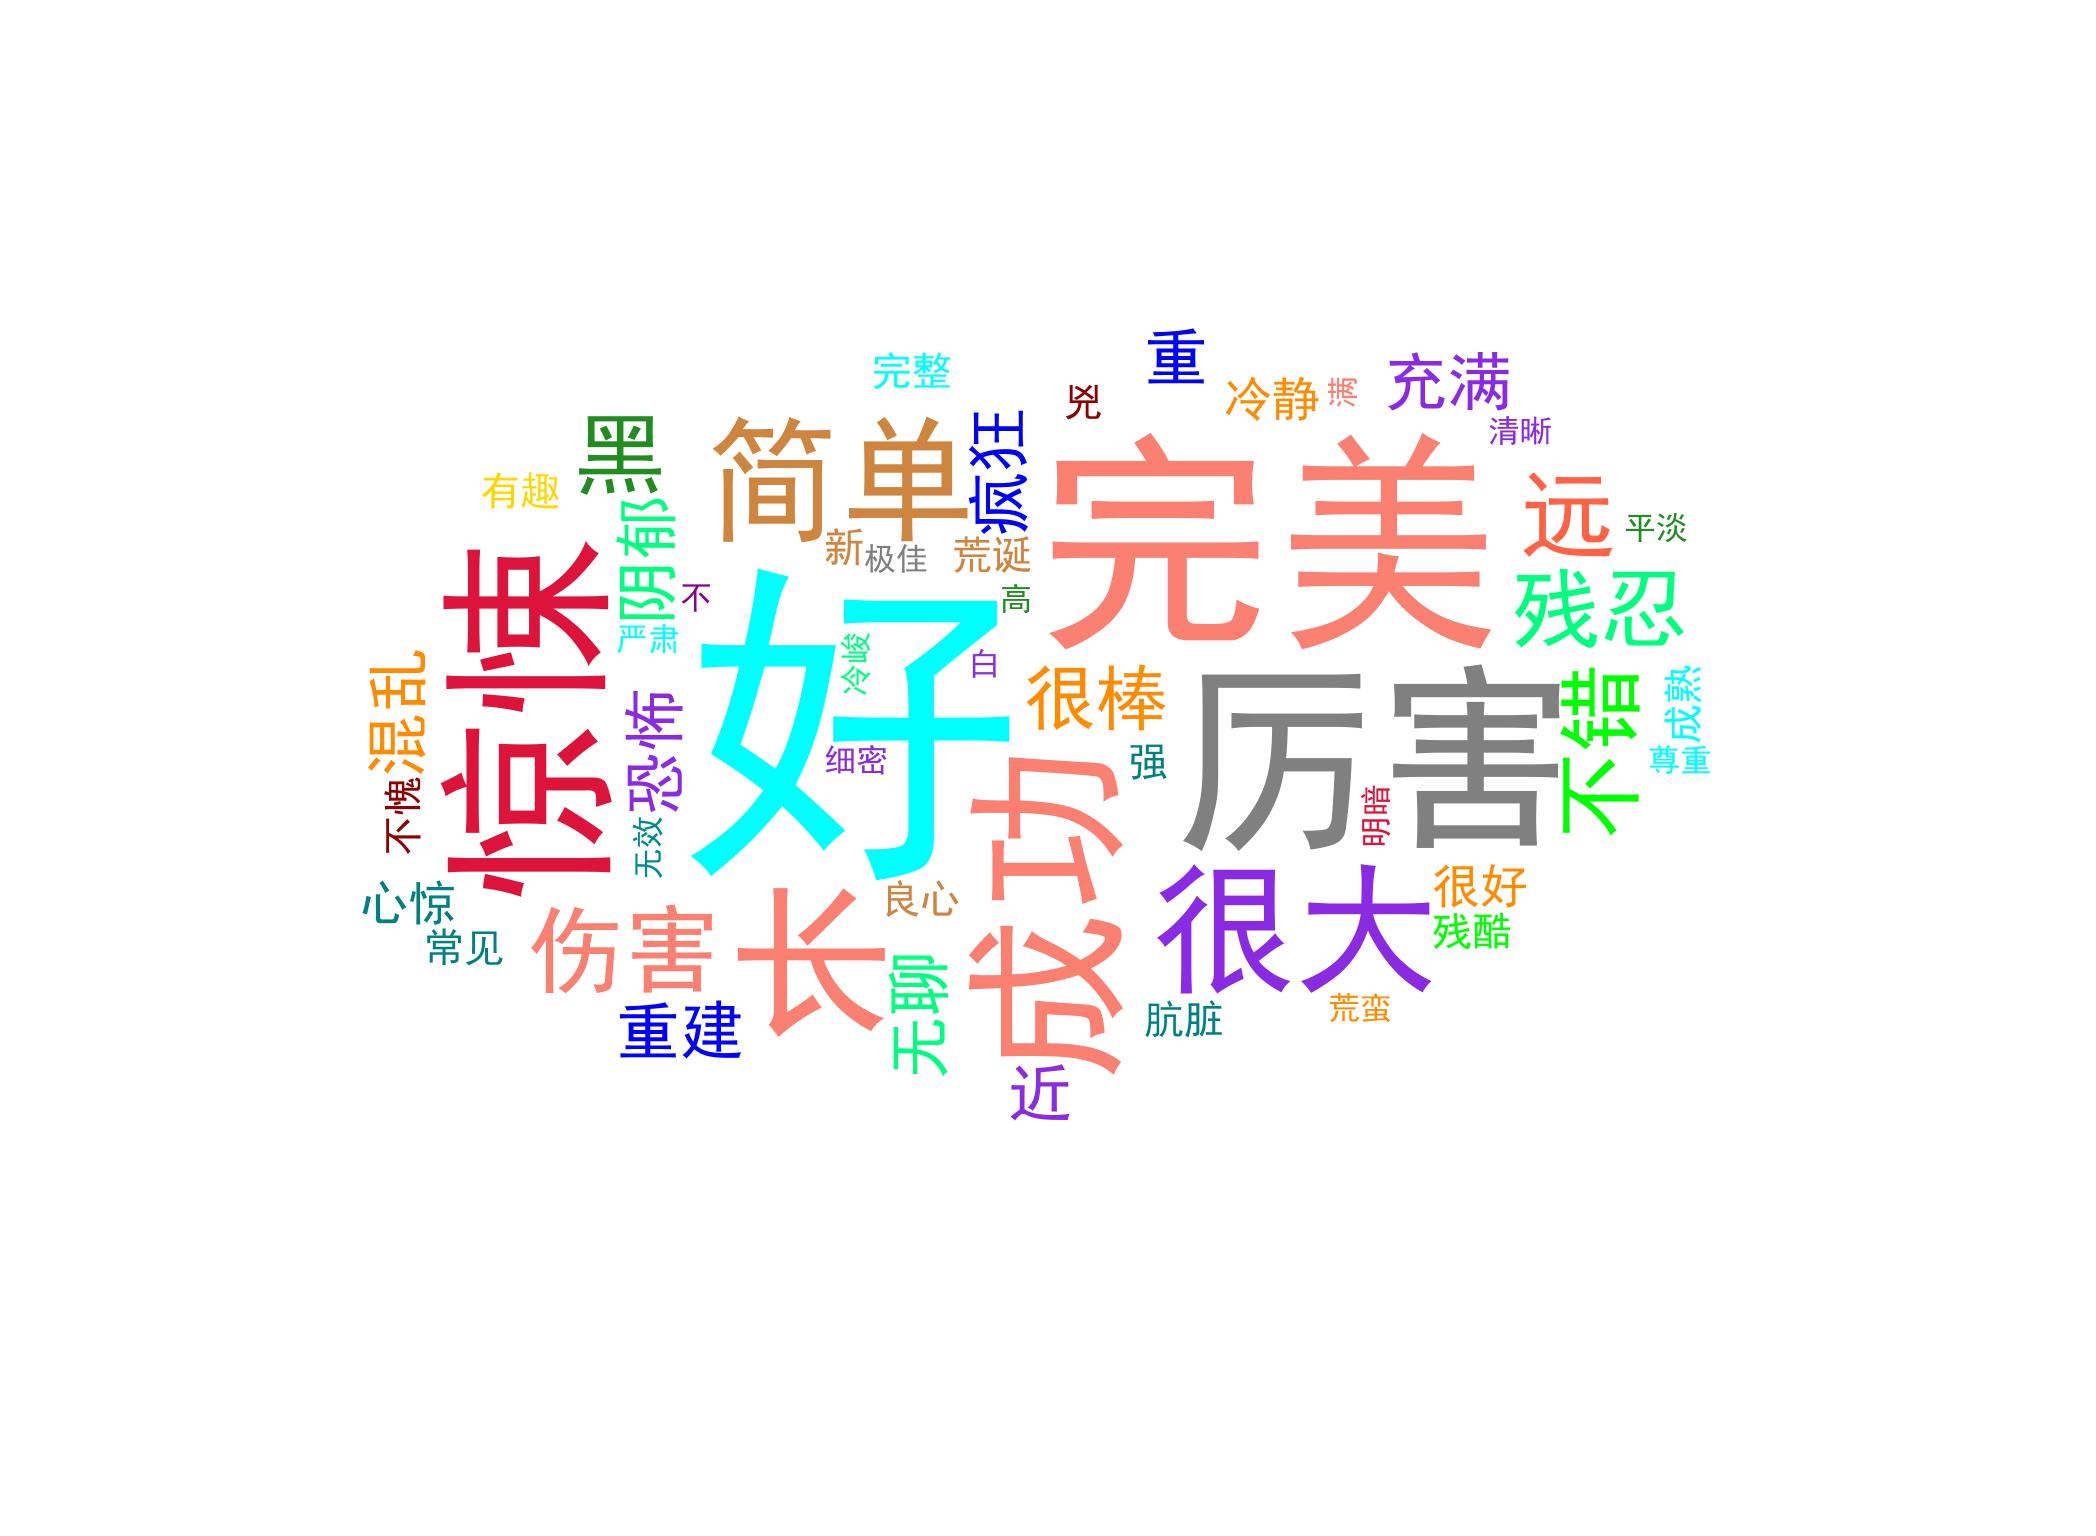 重
完整
兇
冷静
满
充满
黑
简单
疯狂
完美
清晰
有趣
远
平淡
阴郁
新
极佳
荒诞
惊悚
不
好
高
残忍
严肃
冷峻
白
很棒
厉害
不错
成熟
混乱
恐怖
细密
成功
强
明暗
尊重
不愧
无效
心惊
良心
很大
很好
常见
伤害
长
无聊
残酷
重建
肮脏
荒蛮
近